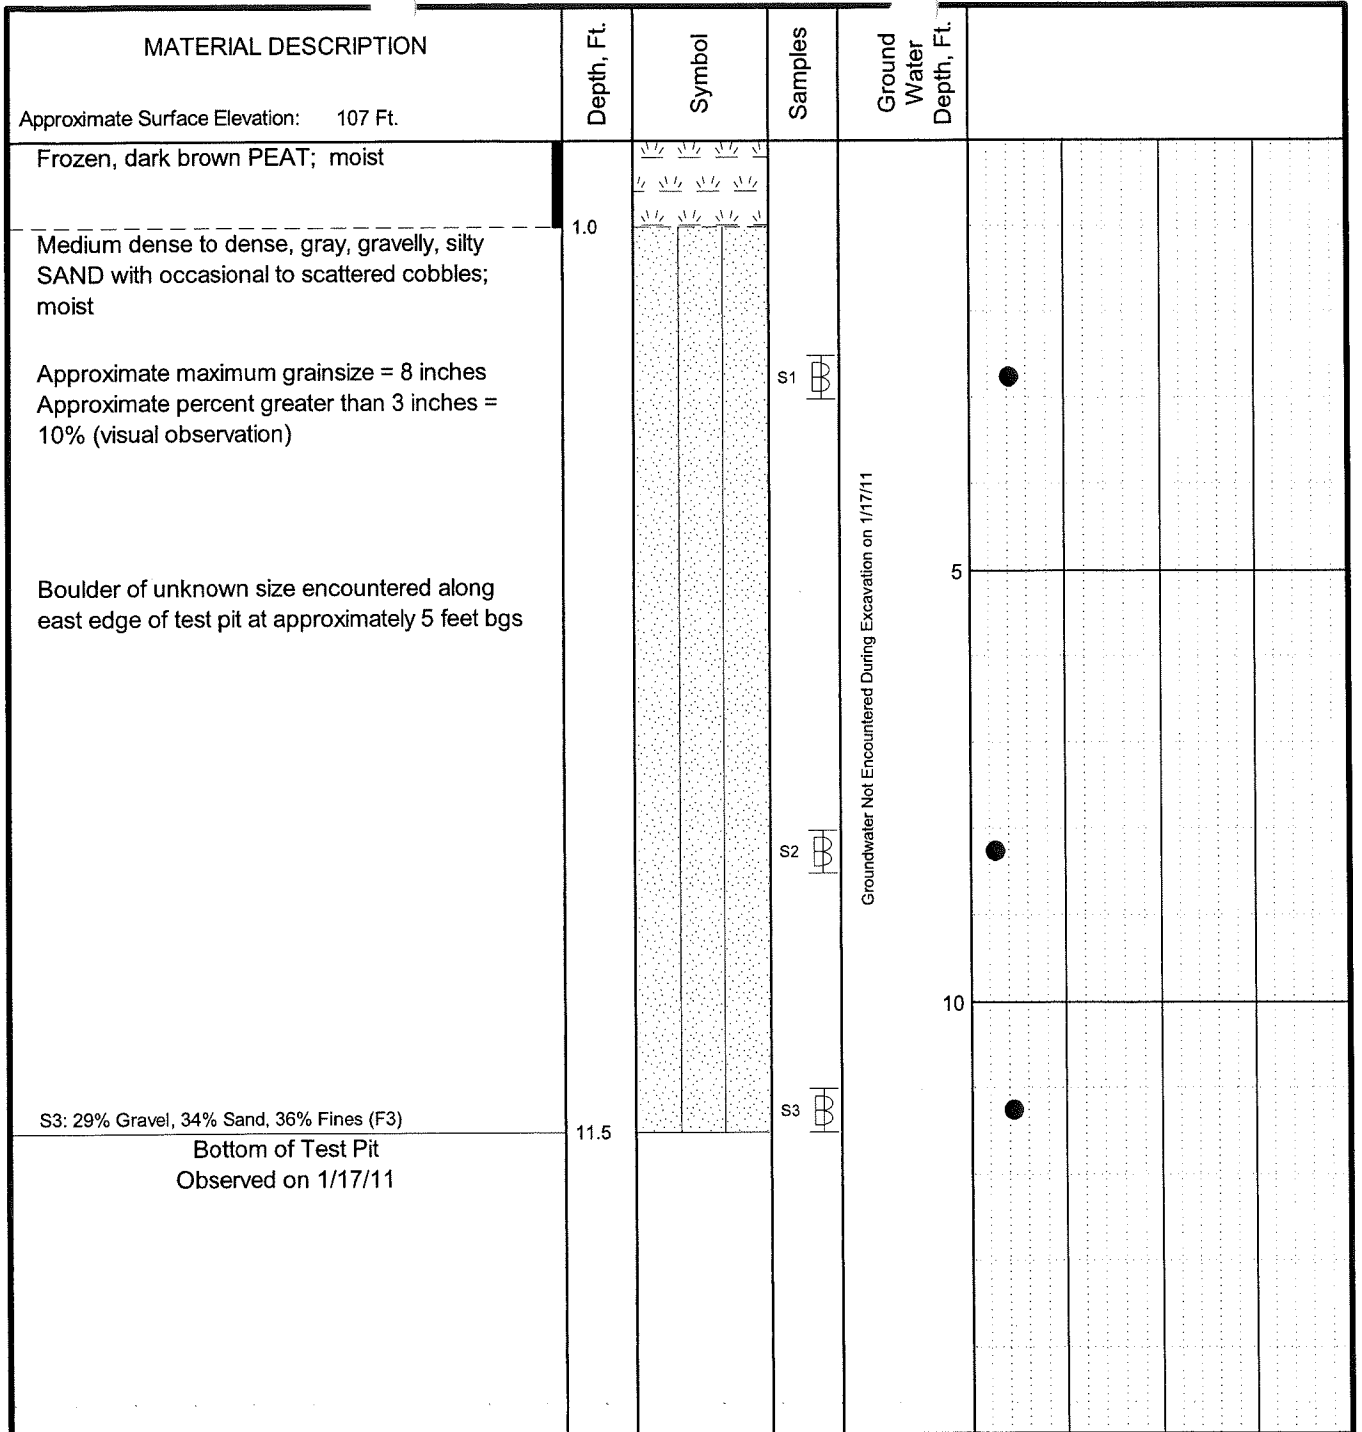 MATERIAL DESCRIPTION
Approximate Surface Elevation: 107 Ft.
Depth, Ft.
Symbol
Samples
Ground
Water
Depth, Ft.
Frozen, dark brown PEAT; moist
1.0
Medium dense to dense, gray, gravelly, silty
SAND with occasional to scattered cobbles;
moist
Approximate maximum grainsize = 8 inches
Approximate percent greater than 3 inches =
10% (visual observation)
S1
B
Boulder of unknown size encountered along
east edge of test pit at approximately 5 feet bgs
Groundwater Not Encountered During Excavation on 1/17/11
5
S2
B
10
S3: 29% Gravel, 34% Sand, 36% Fines (F3)
S3
B
11.5
Bottom of Test Pit
Observed on 1/17/11